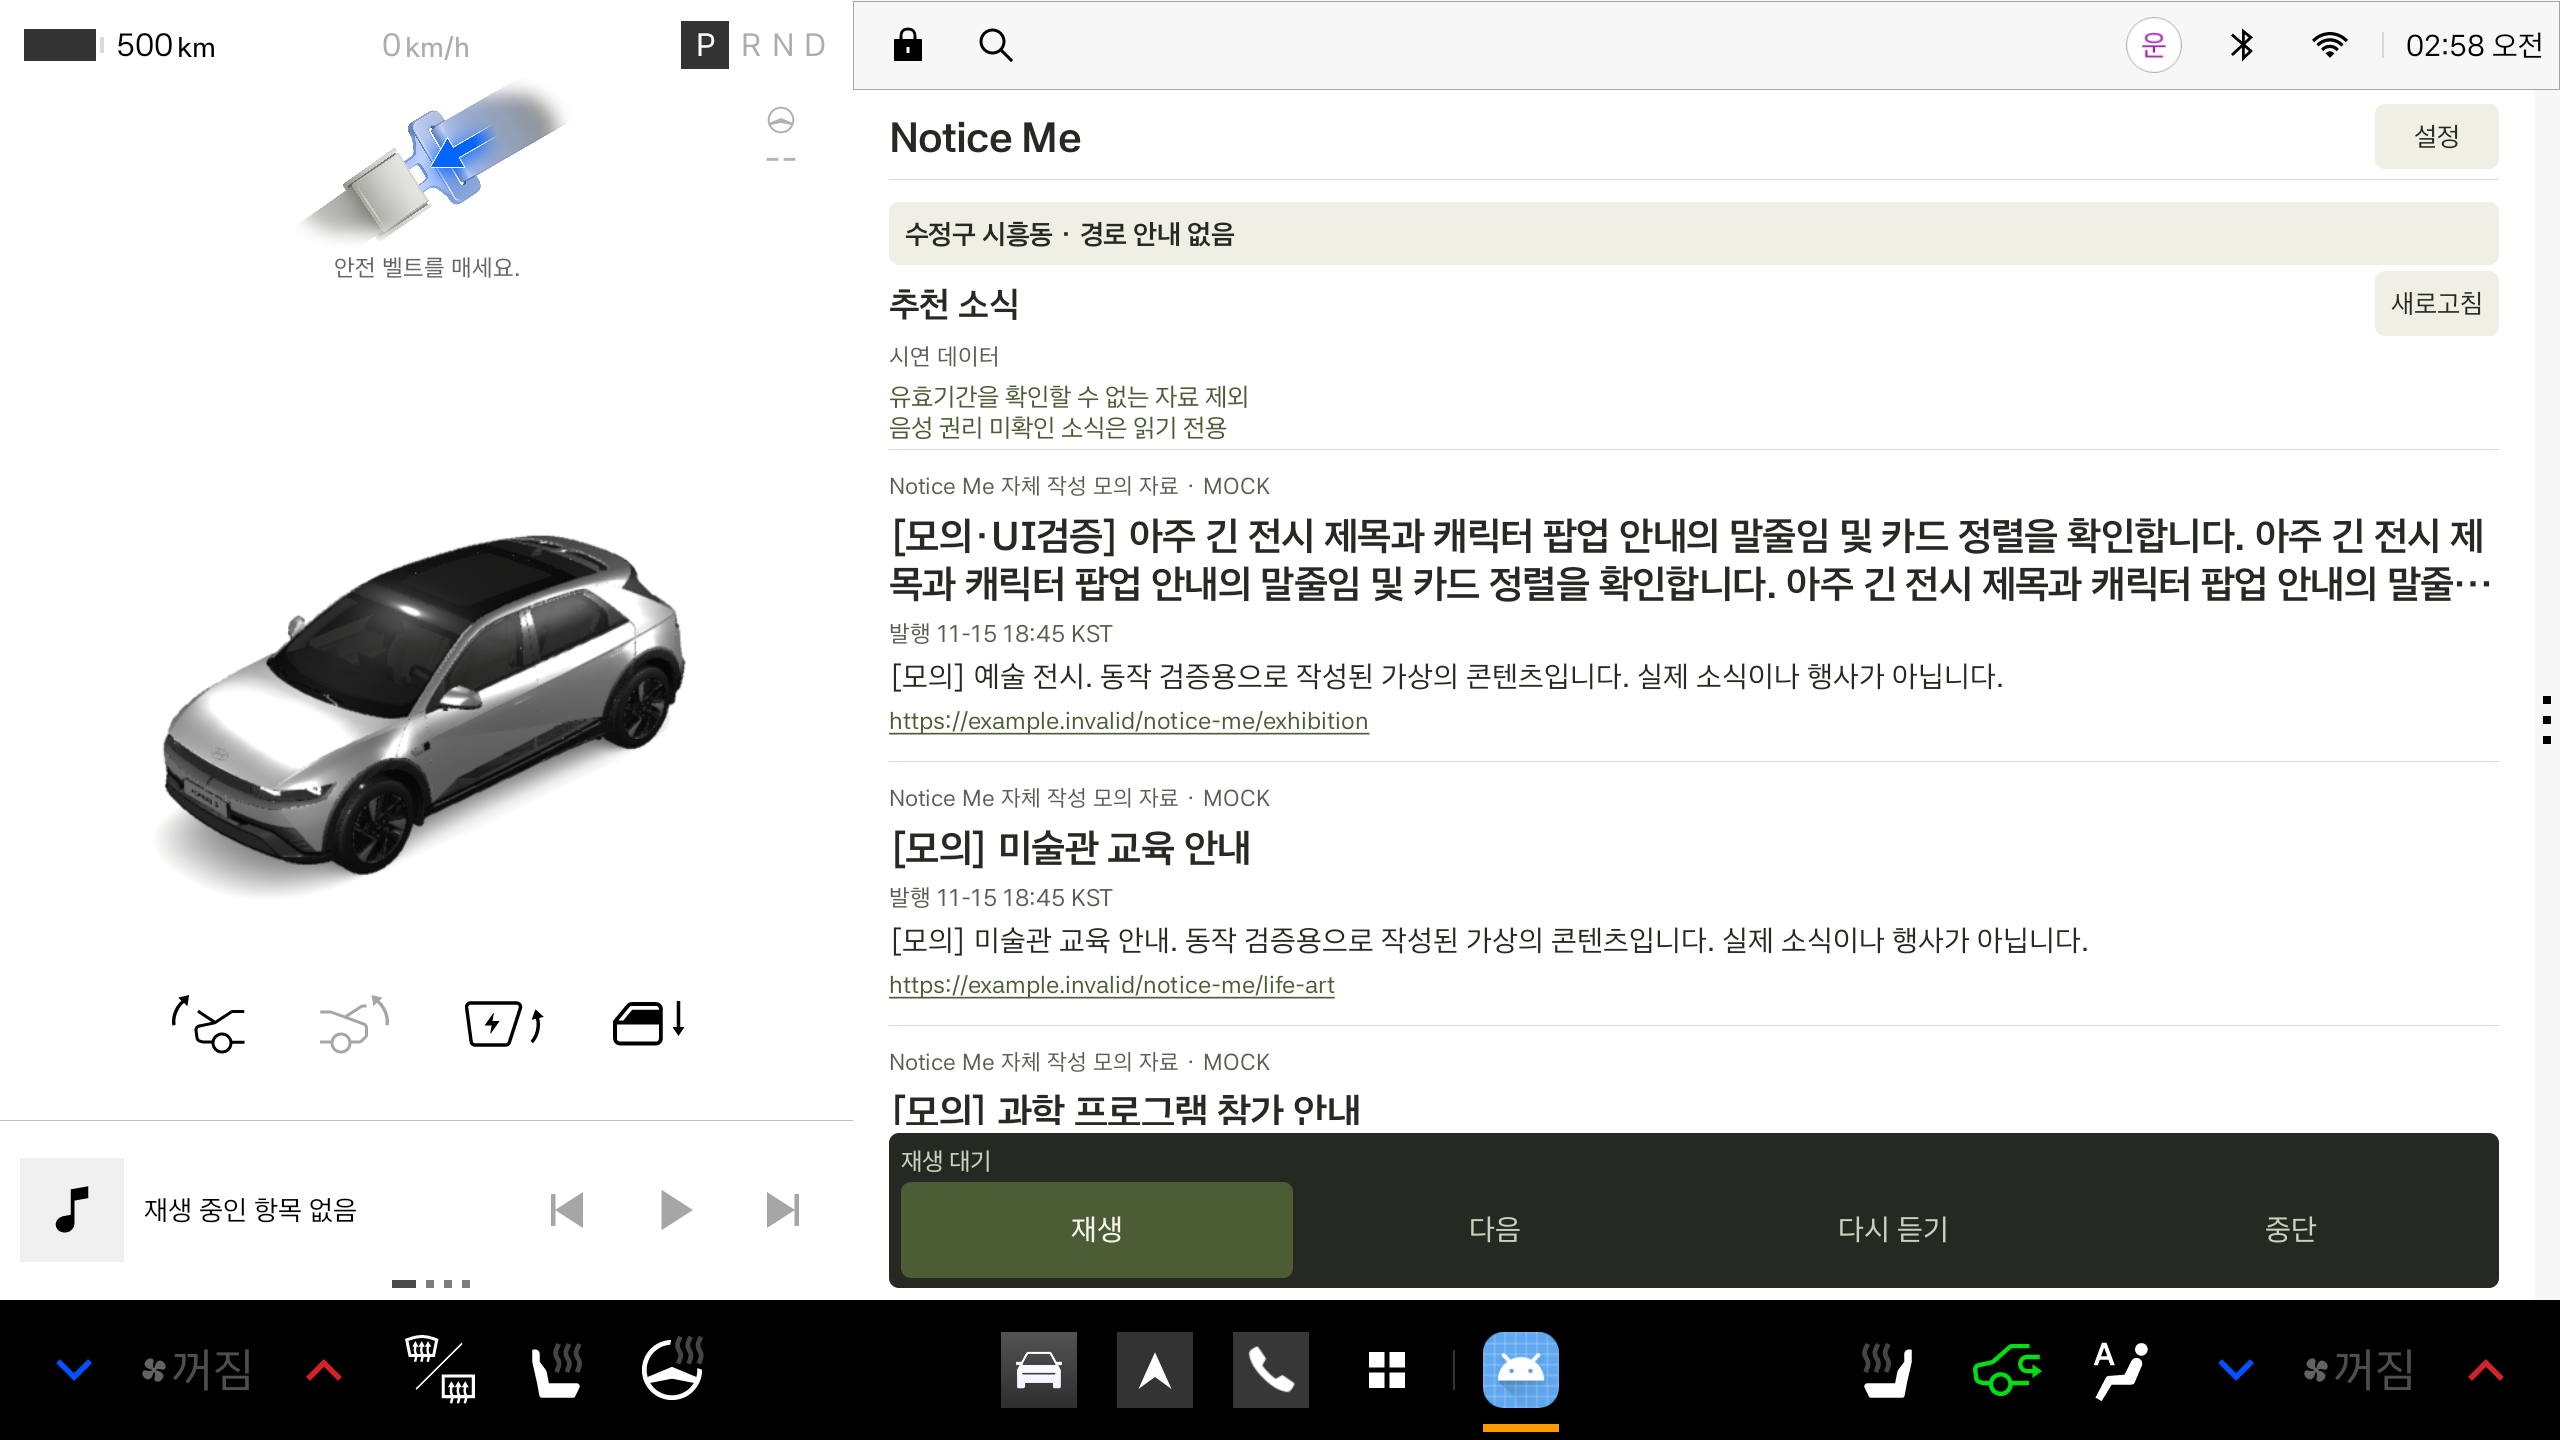 500 km
0 km/h
P R N D
안전 벨트를 매세요.
재생 중인 항목 없음
운
02:58 오전
Notice Me
설정
수정구 시흥동 · 경로 안내 없음
추천 소식
새로고침
시연 데이터
유효기간을 확인할 수 없는 자료 제외
음성 권리 미확인 소식은 읽기 전용
Notice Me 자체 작성 모의 자료 · MOCK
[모의·UI검증] 아주 긴 전시 제목과 캐릭터 팝업 안내의 말줄임 및 카드 정렬을 확인합니다. 아주 긴 전시 제
목과 캐릭터 팝업 안내의 말줄임 및 카드 정렬을 확인합니다. 아주 긴 전시 제목과 캐릭터 팝업 안내의 말줄…
발행 11-15 18:45 KST
[모의] 예술 전시. 동작 검증용으로 작성된 가상의 콘텐츠입니다. 실제 소식이나 행사가 아닙니다.
https://example.invalid/notice-me/exhibition
Notice Me 자체 작성 모의 자료 · MOCK
[모의] 미술관 교육 안내
발행 11-15 18:45 KST
[모의] 미술관 교육 안내. 동작 검증용으로 작성된 가상의 콘텐츠입니다. 실제 소식이나 행사가 아닙니다.
https://example.invalid/notice-me/life-art
Notice Me 자체 작성 모의 자료 · MOCK
[모의] 과학 프로그램 참가 안내
재생 대기
재생
다음
다시 듣기
중단
꺼짐
A
꺼짐